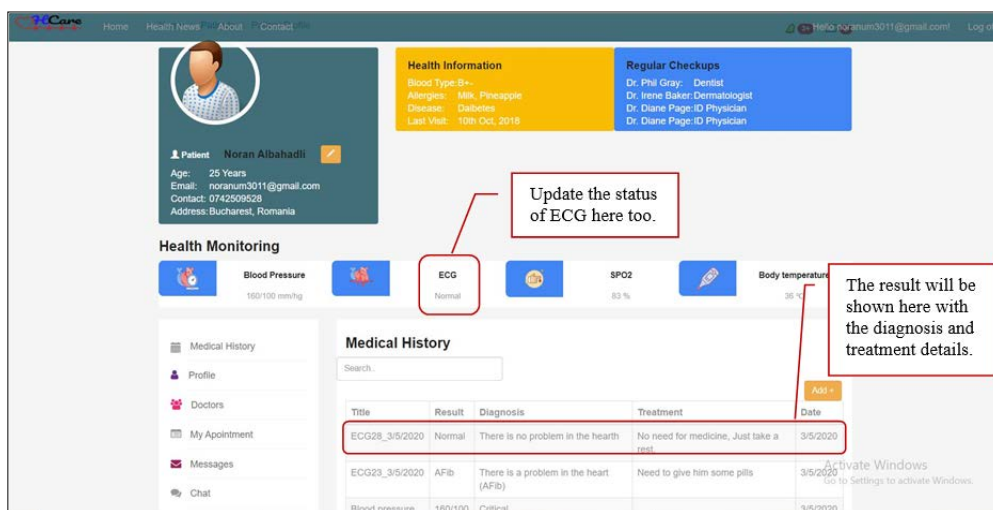 HCare Home Health News About Contact Hello noranum3011@gmail.com! Log o
Health Information
Blood Type:B+-
Allergies: Milk, Pineapple
Disease: Daibetes
Last Visit: 10th Oct, 2018
Regular Checkups
Dr. Phil Gray: Dentist
Dr. Irene Baker:Dermatologist
Dr. Diane Page:ID Physician
Dr. Diane Page:ID Physician
Patient Noran Albahadli
Age: 25 Years
Email: noranum3011@gmail.com
Contact: 0742509528
Address:Bucharest, Romania
Update the status
of ECG here too.
Health Monitoring
Blood Pressure
160/100 mm/hg
ECG
Normal
SPO2
83 %
Body temperature
36 °C
The result will be
shown here with
the diagnosis and
treatment details.
Medical History
Profile
Doctors
My Apointment
Messages
Chat
Medical History
Search..
Add +
Title Result Diagnosis Treatment Date
ECG28_3/5/2020 Normal There is no problem in the hearth No need for medicine, Just take a 3/5/2020
rest.
ECG23_3/5/2020 AFib There is a problem in the heart Need to give him some pills 3/5/2020
(AFib)
Blood pressure 160/100 Critical 3/5/2020
Activate Windows
Go to Settings to activate Windows.